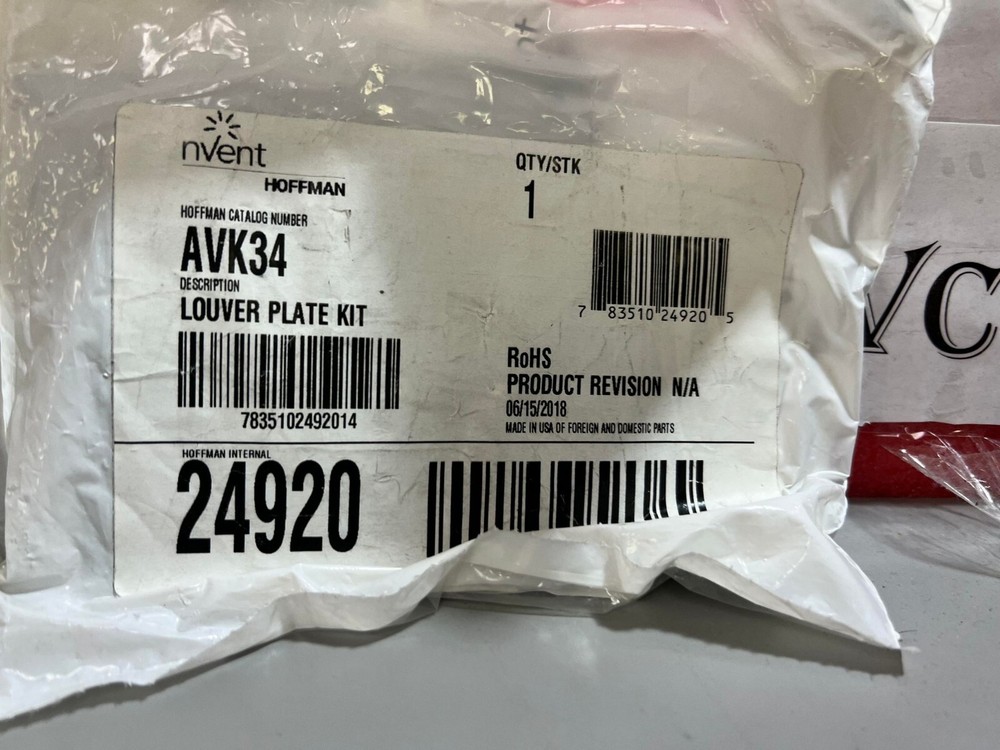 nvent
HOFFMAN
HOFFMAN CATALOG NUMBER
AVK34
DESCRIPTION
LOUVER PLATE KIT
7835102492014
QTY/STK
1
7 83510 24920 5
RoHS
PRODUCT REVISION N/A
06/15/2018
MADE IN USA OF FOREIGN AND DOMESTIC PARTS
HOFFMAN INTERNAL
24920